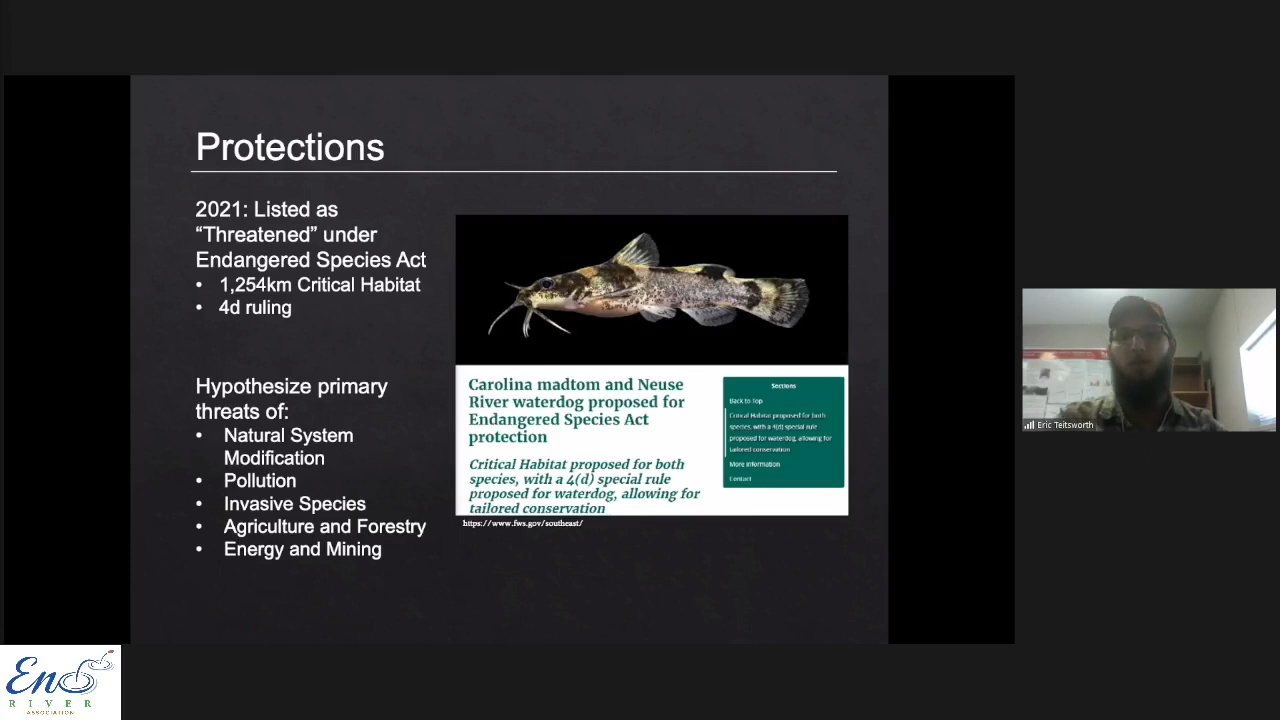 Protections
2021: Listed as
“Threatened” under
Endangered Species Act
• 1,254km Critical Habitat
• 4d ruling
Hypothesize primary
threats of:
• Natural System
Modification
• Pollution
• Invasive Species
• Agriculture and Forestry
• Energy and Mining
Carolina madtom and Neuse
River waterdog proposed for
Endangered Species Act
protection
Critical Habitat proposed for both
species, with a 4(d) special rule
proposed for waterdog, allowing for
tailored conservation
Sections
Back to Top
Critical Habitat proposed for both
species, with a 4(d) special rule
proposed for waterdog, allowing for
tailored conservation
More Information
Contact
https://www.fws.gov/southeast/
Eric Teitsworth
Eno
RIVER
ASSOCIATION